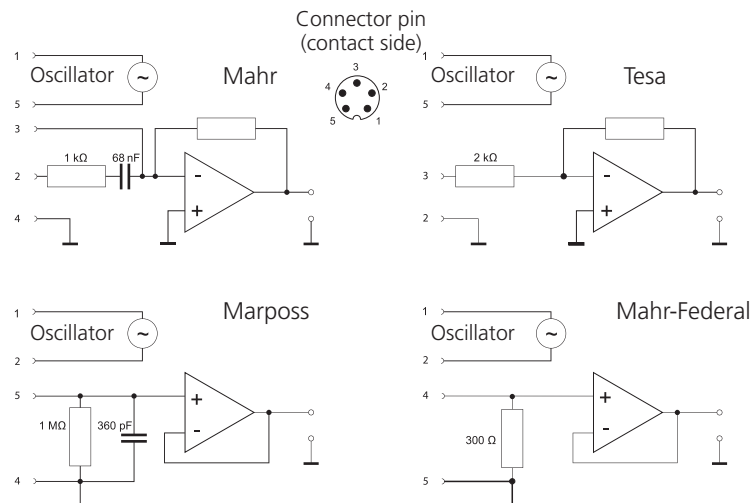 Connector pin
(contact side)
3
4
2
5
1
1
Oscillator
~
Mahr
5
3
1 kΩ
68 nF
2
-
+
4
1
Oscillator
~
Tesa
5
2 kΩ
3
-
+
2
1
Oscillator
~
Marposs
2
5
+
-
1 MΩ
360 pF
4
1
Oscillator
~
Mahr-Federal
2
4
+
-
300 Ω
5